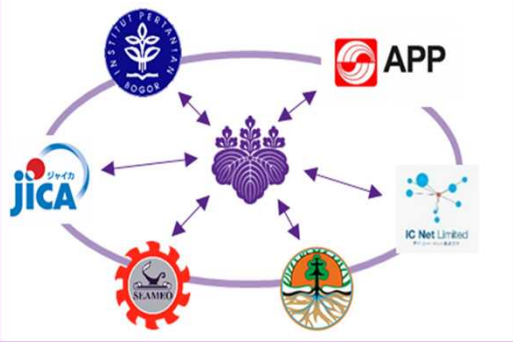 INSTITUT PERTANIAN
BOGOR
APP
ジャイカ
JICA
IC Net Limited
SEAMEO